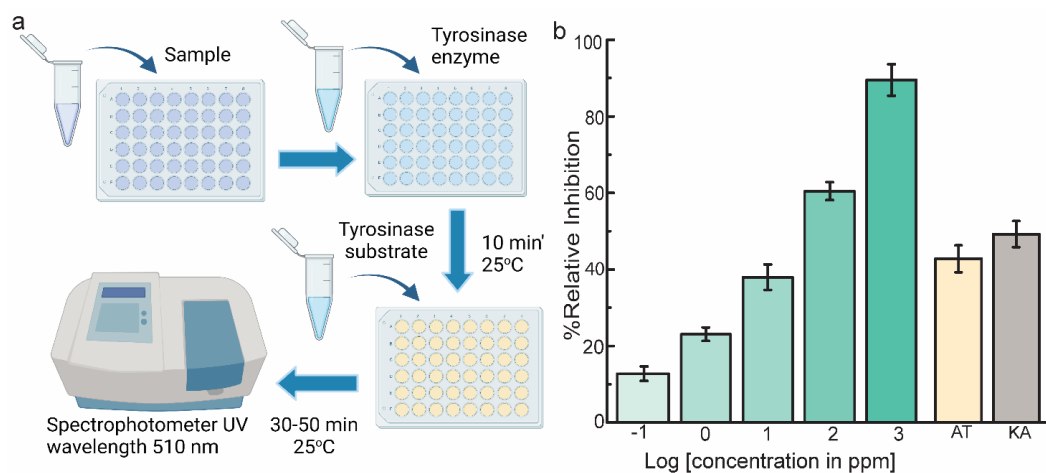 a
Sample
Tyrosinase
enzyme
Tyrosinase
substrate
10 min'
25°C
30-50 min
25°C
Spectrophotometer UV
wavelength 510 nm
b
%Relative Inhibition
100
80
60
40
20
0
-1 0 1 2 3 AT KA
Log [concentration in ppm]